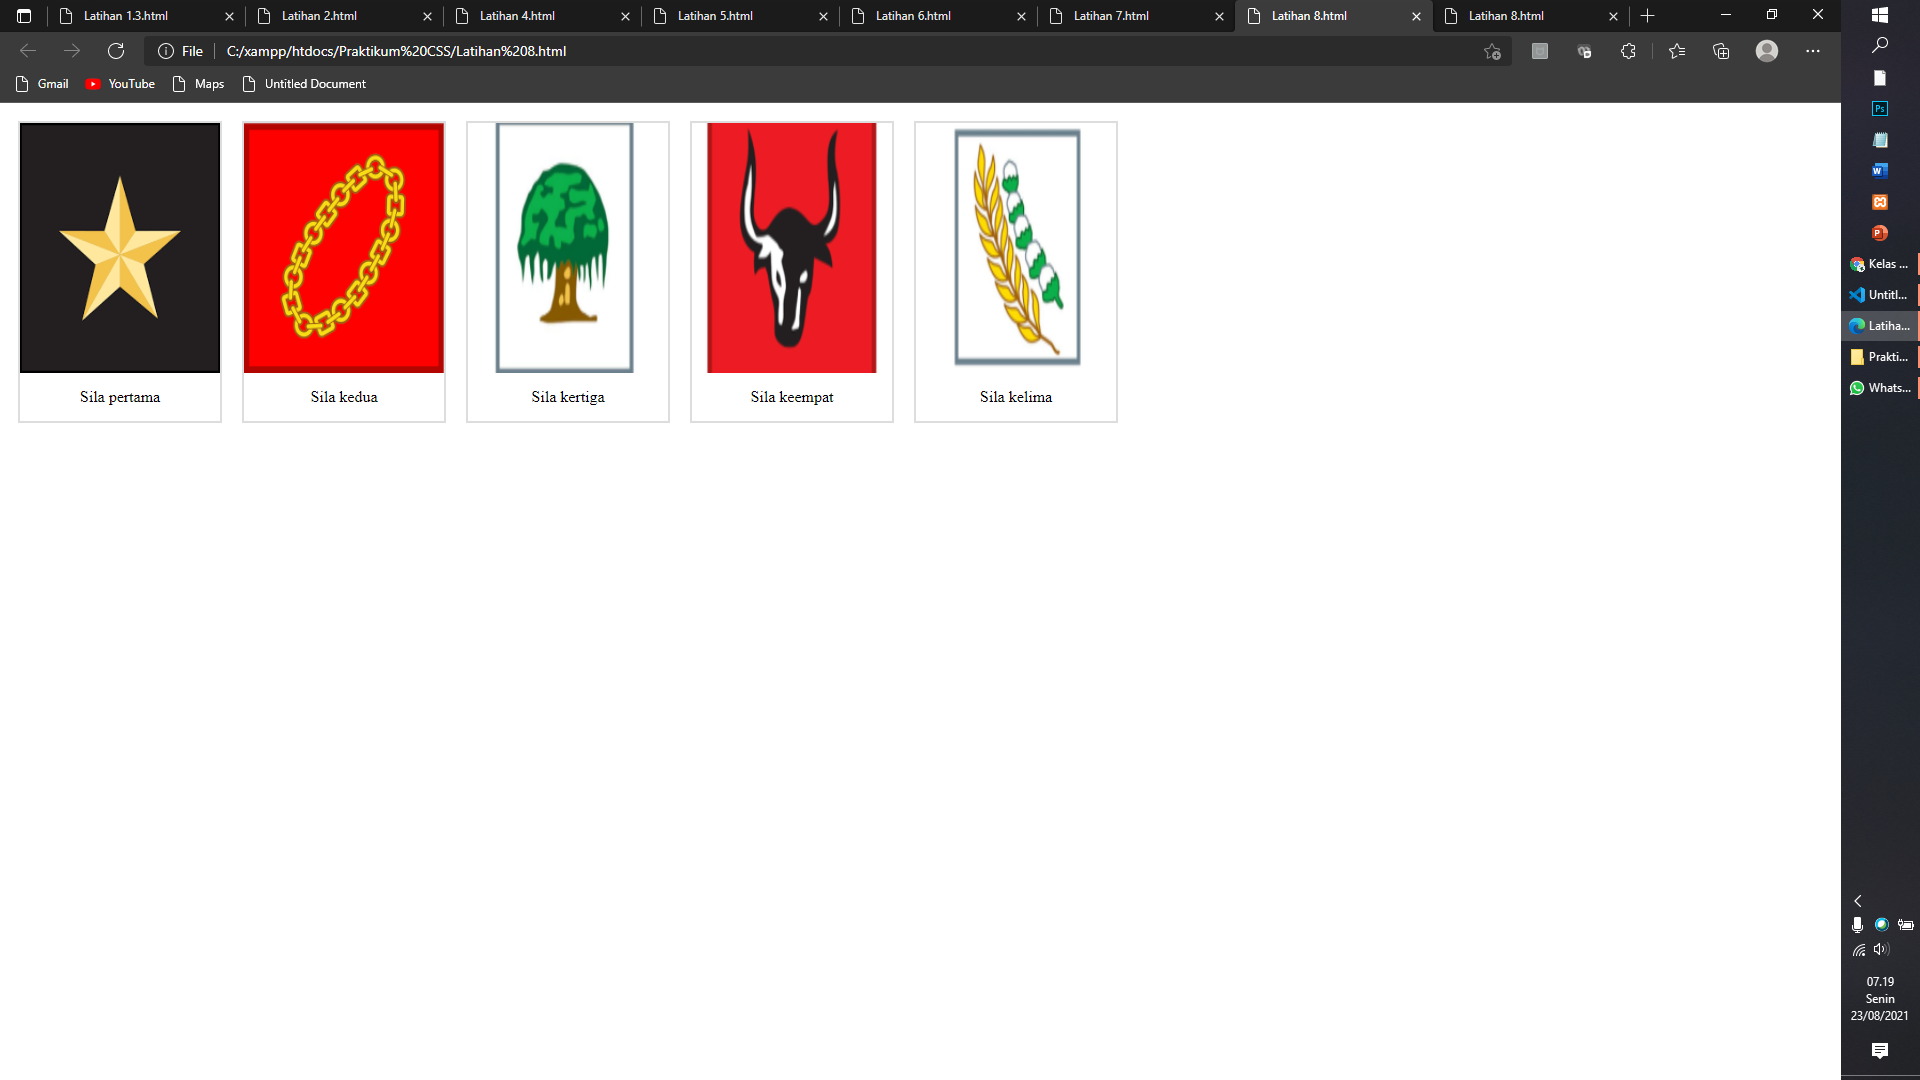 Latihan 1.3.html Latihan 2.html Latihan 4.html Latihan 5.html Latihan 6.html Latihan 7.html Latihan 8.html Latihan 8.html
File C:/xampp/htdocs/Praktikum%20CSS/Latihan%208.html
Gmail YouTube Maps Untitled Document
Sila pertama Sila kedua Sila kertiga Sila keempat Sila kelima
Ps
W
P
Kelas ...
Untitl...
Latiha...
Prakti...
Whats...
07.19
Senin
23/08/2021